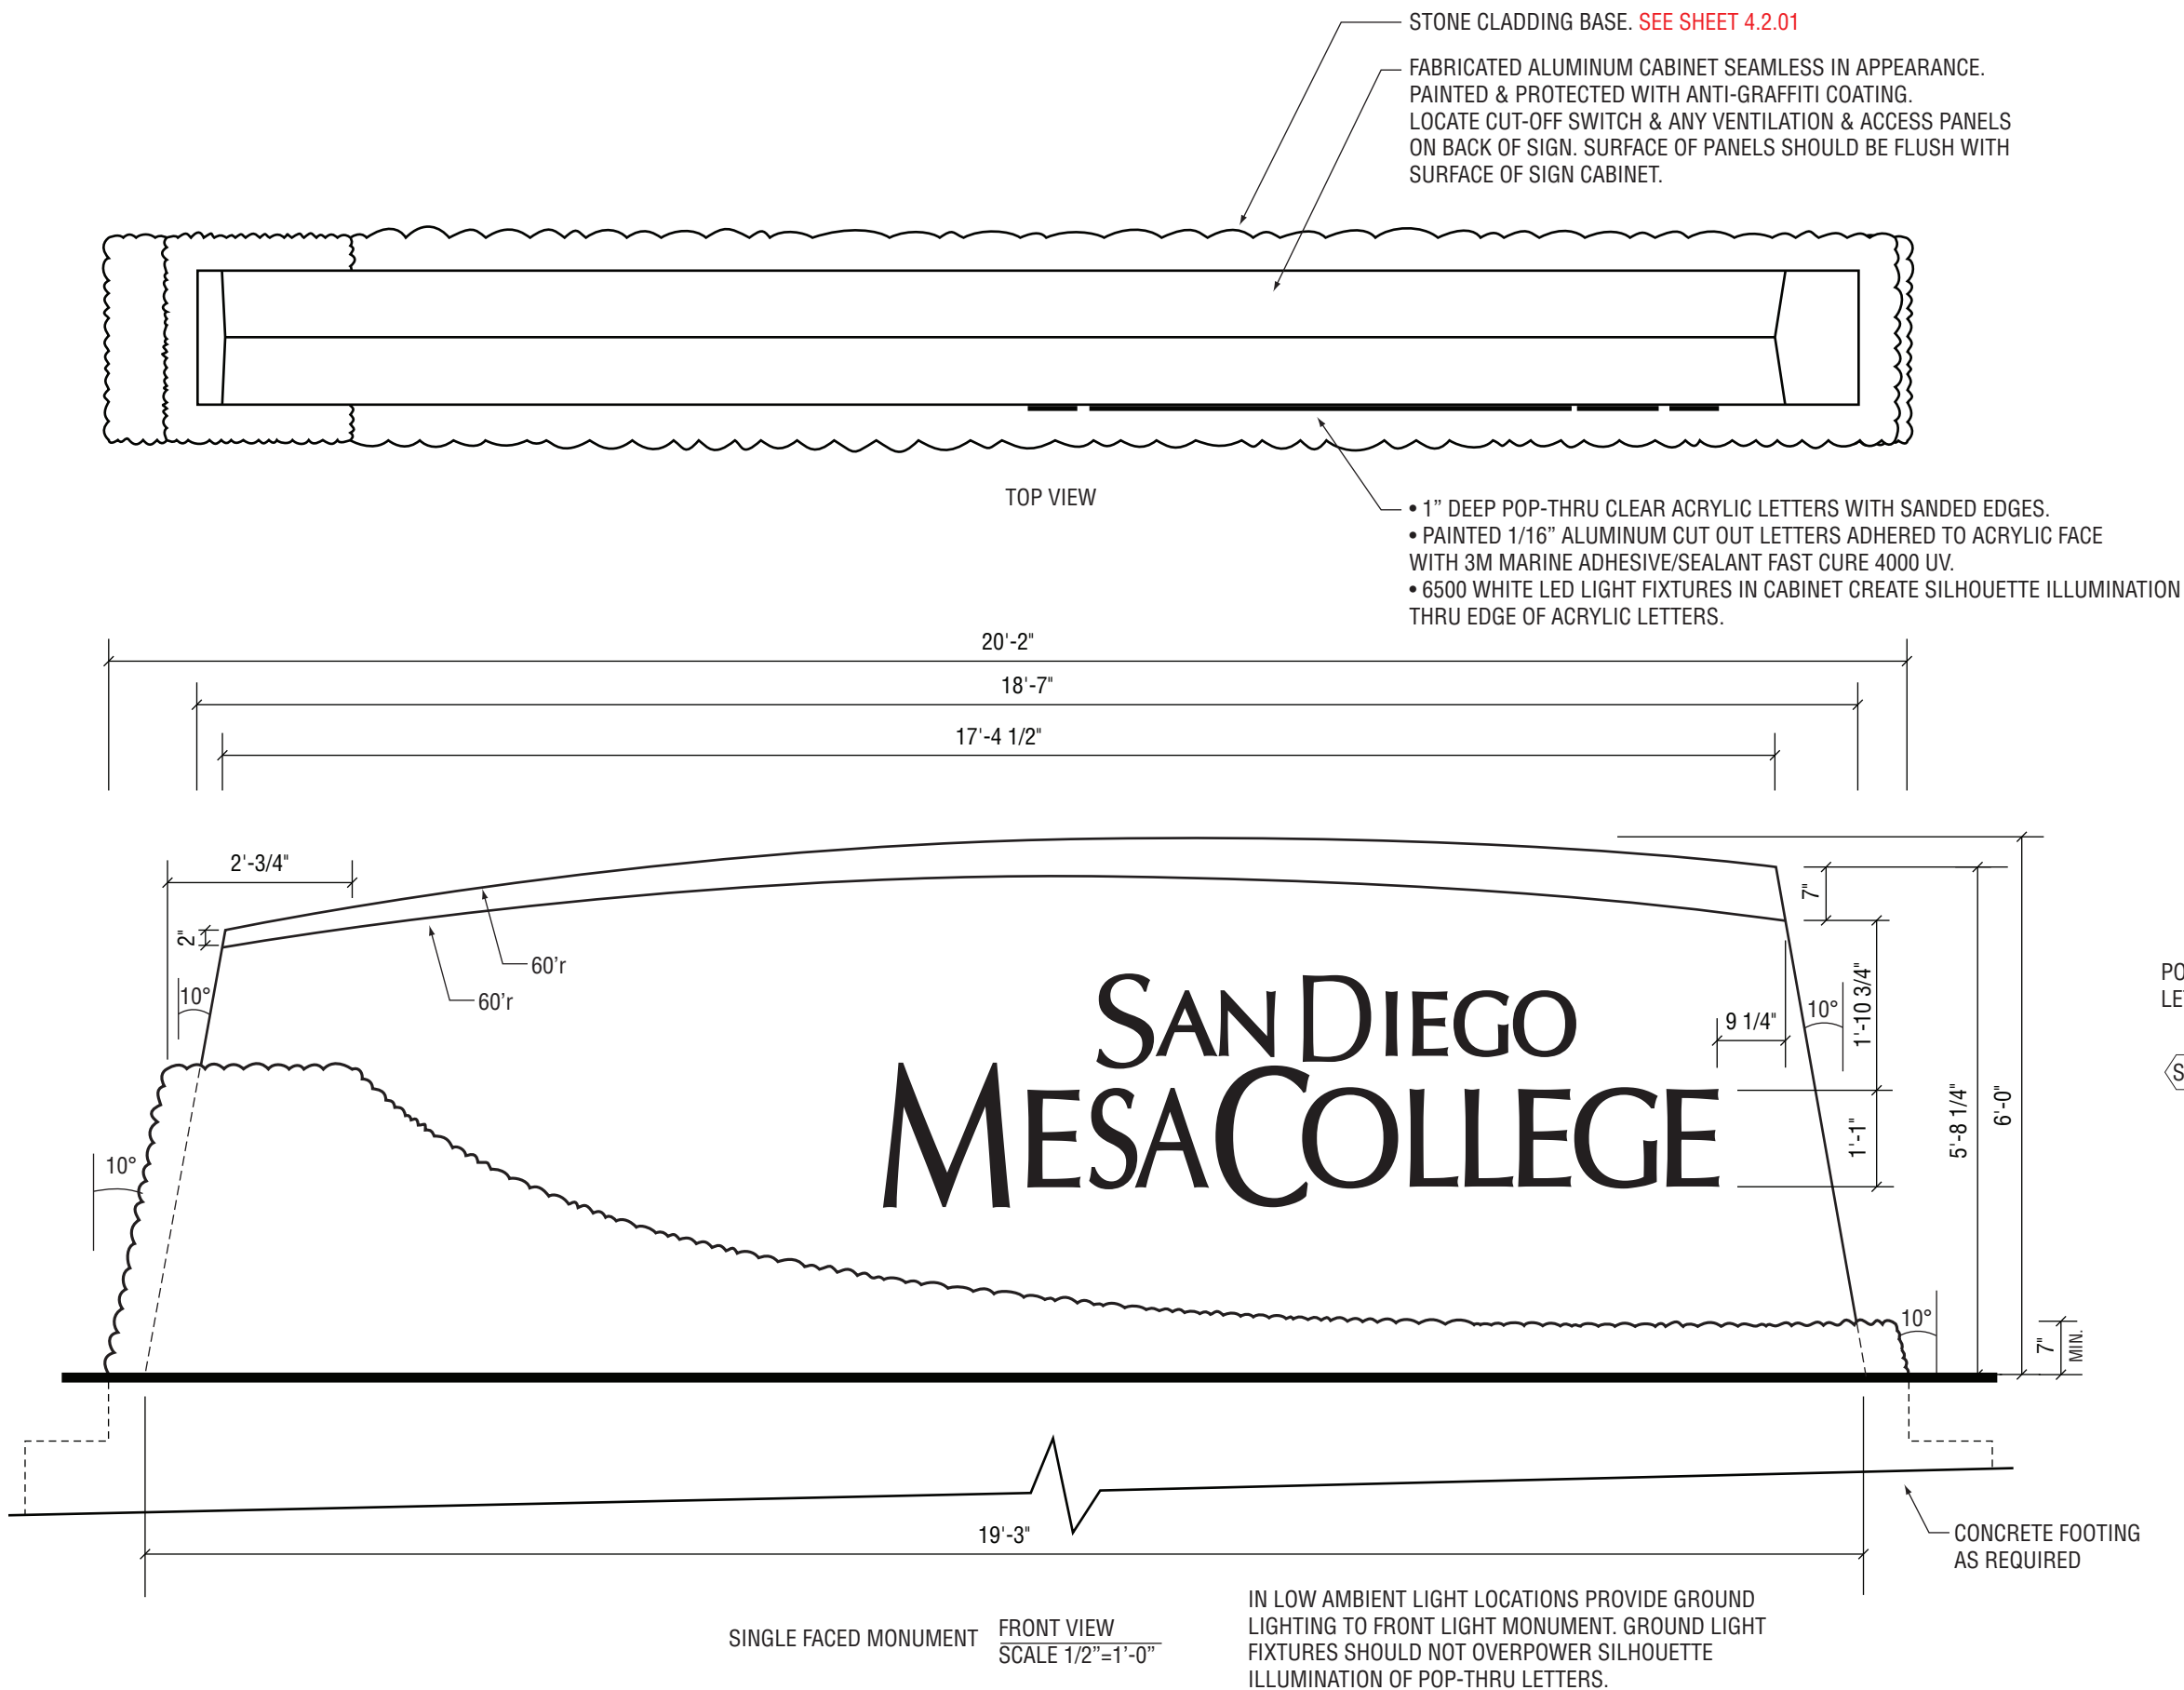 STONE CLADDING BASE. SEE SHEET 4.2.01
FABRICATED ALUMINUM CABINET SEAMLESS IN APPEARANCE.
PAINTED & PROTECTED WITH ANTI-GRAFFITI COATING.
LOCATE CUT-OFF SWITCH & ANY VENTILATION & ACCESS PANELS
ON BACK OF SIGN. SURFACE OF PANELS SHOULD BE FLUSH WITH
SURFACE OF SIGN CABINET.
TOP VIEW
• 1” DEEP POP-THRU CLEAR ACRYLIC LETTERS WITH SANDED EDGES.
• PAINTED 1/16” ALUMINUM CUT OUT LETTERS ADHERED TO ACRYLIC FACE
WITH 3M MARINE ADHESIVE/SEALANT FAST CURE 4000 UV.
• 6500 WHITE LED LIGHT FIXTURES IN CABINET CREATE SILHOUETTE ILLUMINATION
THRU EDGE OF ACRYLIC LETTERS.
20'-2"
18'-7"
17'-4 1/2"
2'-3/4"
2"
10°
10°
60’r
60’r
SAN DIEGO
MESA COLLEGE
9 1/4"
10°
7"
1'-10 3/4"
1'-1"
5'-8 1/4"
6'-0"
10°
7"
MIN.
PO
LE
S
19'-3"
CONCRETE FOOTING
AS REQUIRED
SINGLE FACED MONUMENT
FRONT VIEW
SCALE 1/2”=1’-0”
IN LOW AMBIENT LIGHT LOCATIONS PROVIDE GROUND
LIGHTING TO FRONT LIGHT MONUMENT. GROUND LIGHT
FIXTURES SHOULD NOT OVERPOWER SILHOUETTE
ILLUMINATION OF POP-THRU LETTERS.